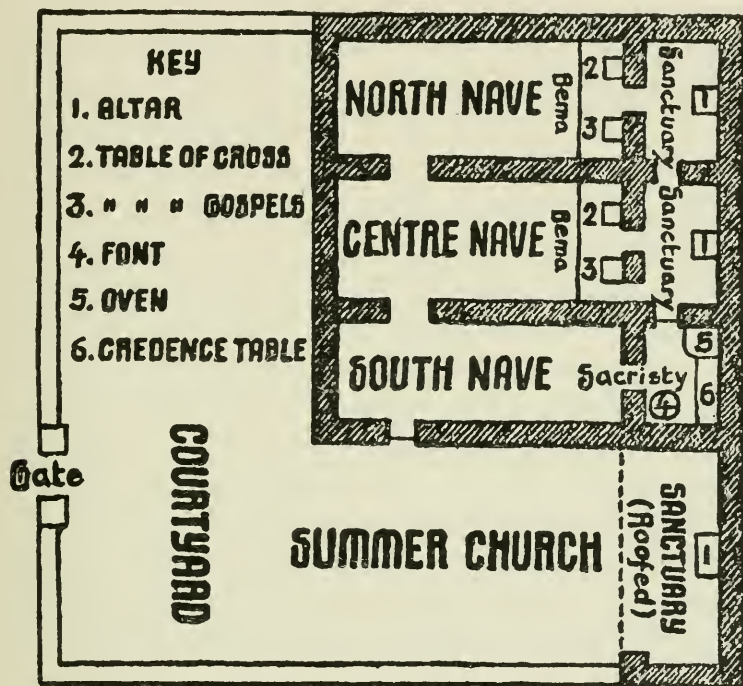 KEY
1. ALTAR
2. TABLE OF CROSS
3. " " " GOSPELS
4. FONT
5. OVEN
6. CREDENCE TABLE
NORTH NAVE
Bema
2
3
Sanctuary
1
CENTRE NAVE
Bema
2
3
Sanctuary
1
SOUTH NAVE
Sacristy
4
5
6
Gate
COURTYARD
SUMMER CHURCH
SANCTUARY
(Roofed)
1